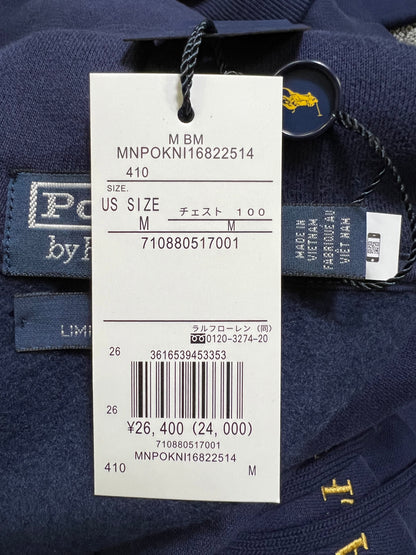 M BM
MNPOKNI16822514
410
SIZE.
US SIZE チェスト 100
M M
710880517001
ラルフローレン (同)
0120-3274-20
26 3616539453353
26
¥26,400 (24,000)
710880517001
MNPOKNI16822514
410 M
Po
by
LIM
MADE IN
VIETNAM
FABRIQUÉ AU
VIÊT NAM